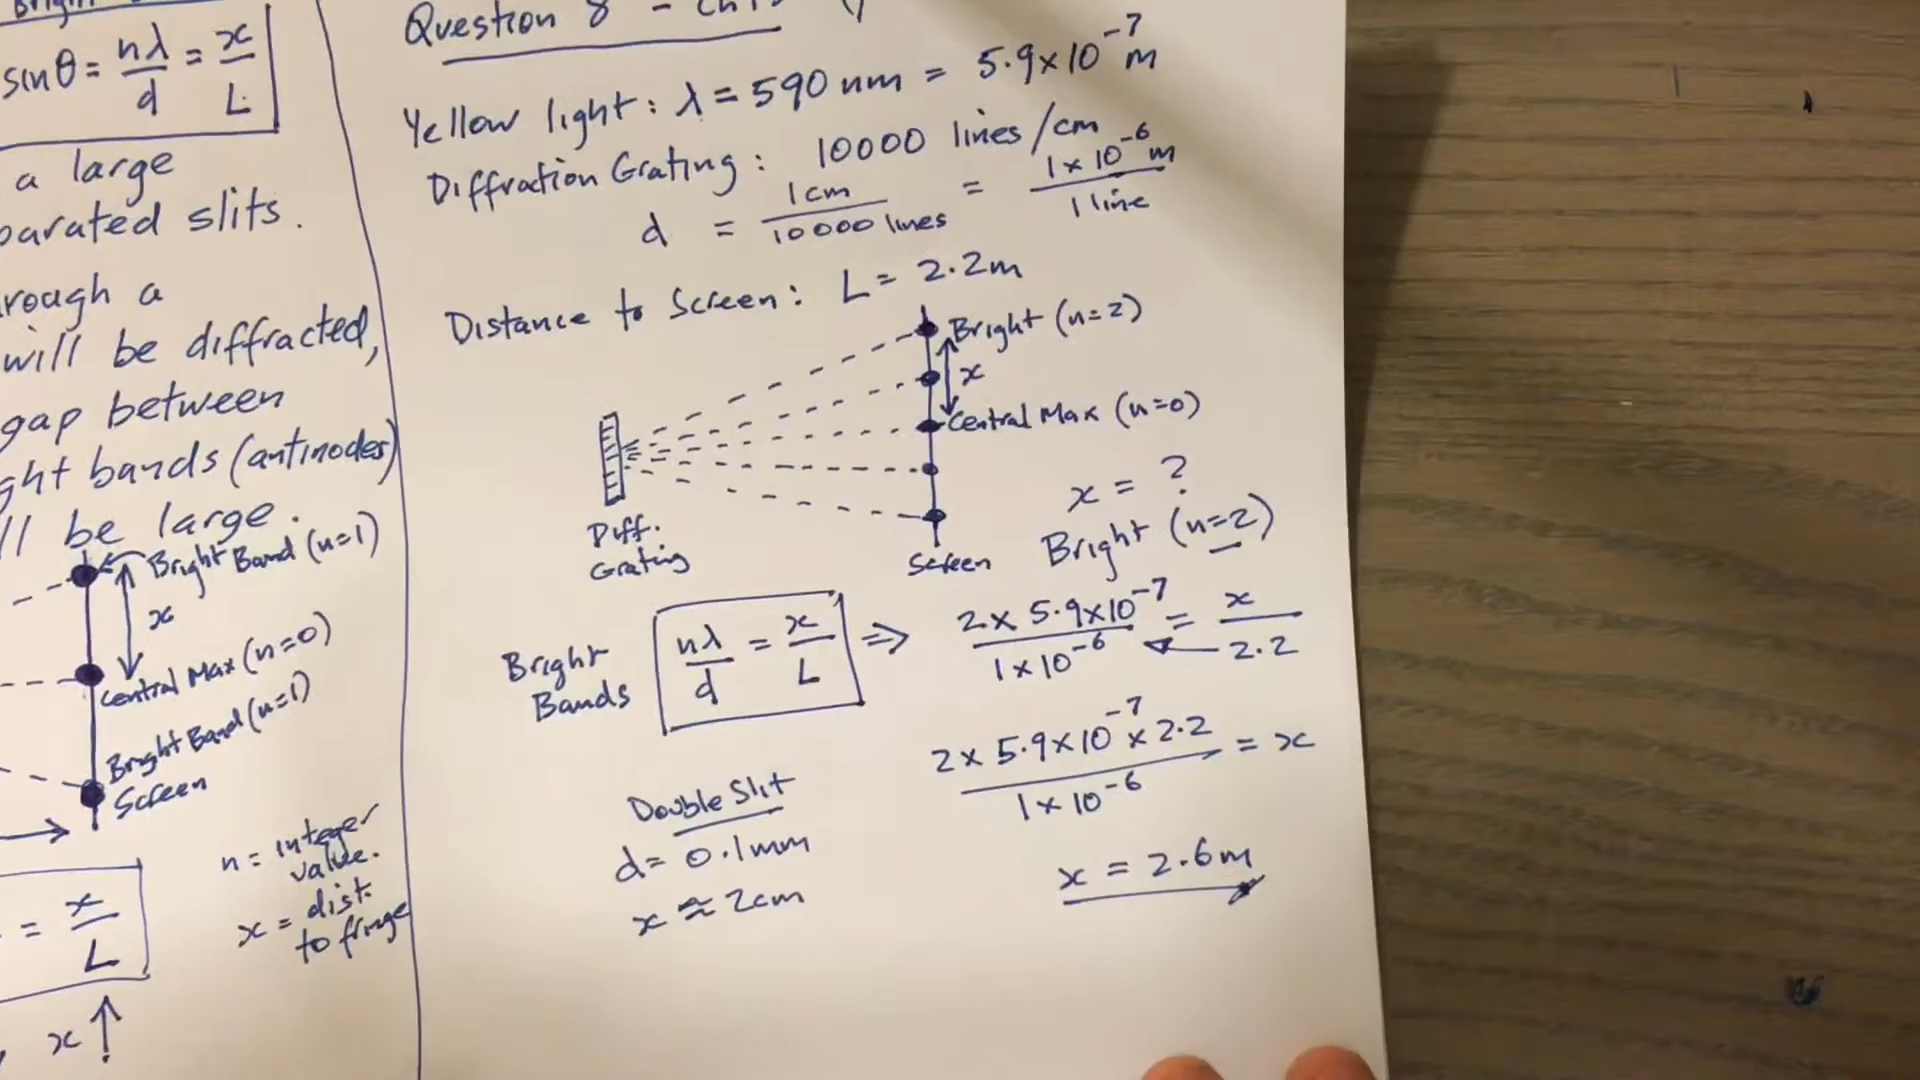 sinθ = nλ/d = x/L
a large
parated slits.
rough a
will be diffracted,
gap between
ght bands (antinodes)
ll be large.
Bright Band (n=1)
x
Central Max (n=0)
Bright Band (n=1)
Screen
n = integer
value.
x = dist.
to fringe
= x/L
x ↑
Question 8 -
Yellow light: λ = 590 nm = 5.9×10⁻⁷ m
Diffraction Grating: 10000 lines/cm
d = 1cm/10000 lines = 1×10⁻⁶ m/1 line
Distance to Screen: L = 2.2m
Bright (n=2)
x
Central Max (n=0)
Diff.
Grating
Screen
x = ?
Bright (n=2)
Bright
Bands
nλ/d = x/L ⇒ 2×5.9×10⁻⁷/1×10⁻⁶ = x/2.2
2×5.9×10⁻⁷×2.2/1×10⁻⁶ = x
x = 2.6m
Double Slit
d = 0.1mm
x ≈ 2cm